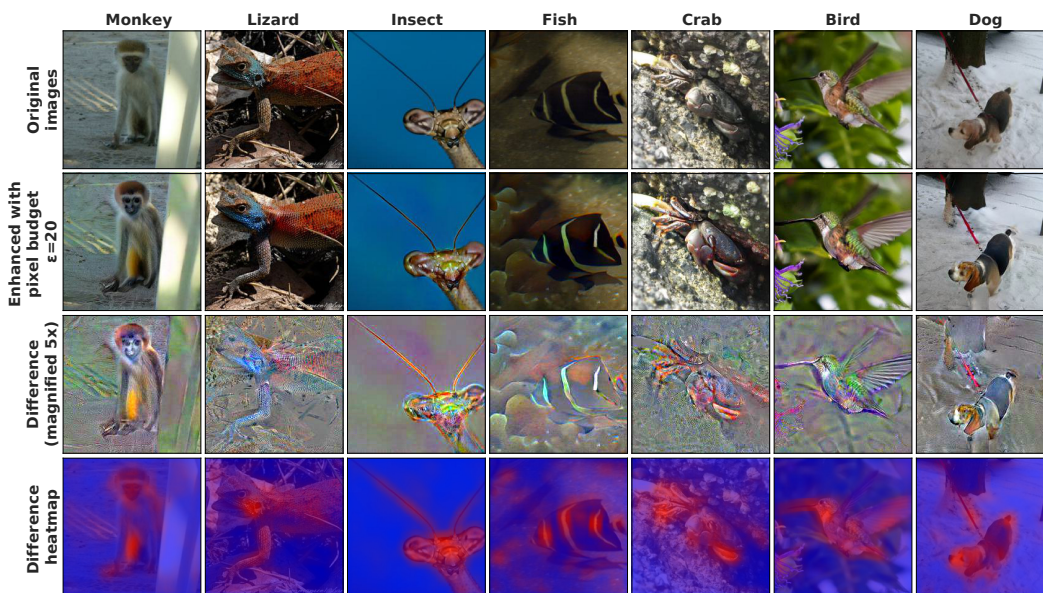 Monkey Lizard Insect Fish Crab Bird Dog
Original
images
Enhanced with
pixel budget
ε=20
Difference
(magnified 5x)
Difference
heatmap